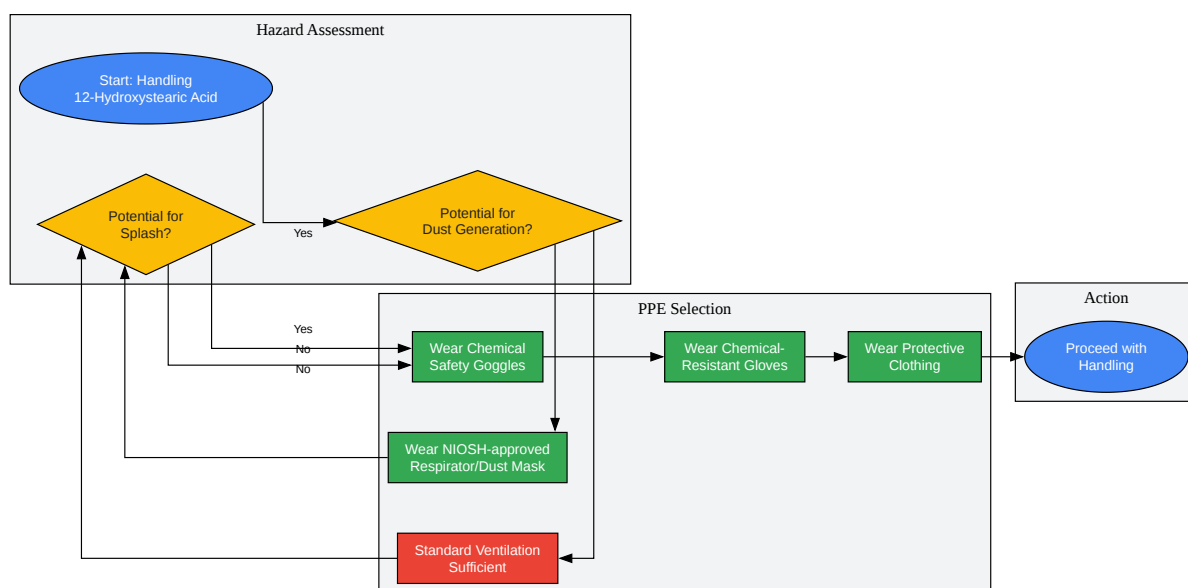 Hazard Assessment
Start: Handling
12-Hydroxystearic Acid
Potential for
Splash?
Yes
Potential for
Dust Generation?
PPE Selection
Yes
No
No
Wear Chemical
Safety Goggles
Wear Chemical-
Resistant Gloves
Wear Protective
Clothing
Action
Proceed with
Handling
Wear NIOSH-approved
Respirator/Dust Mask
Standard Ventilation
Sufficient